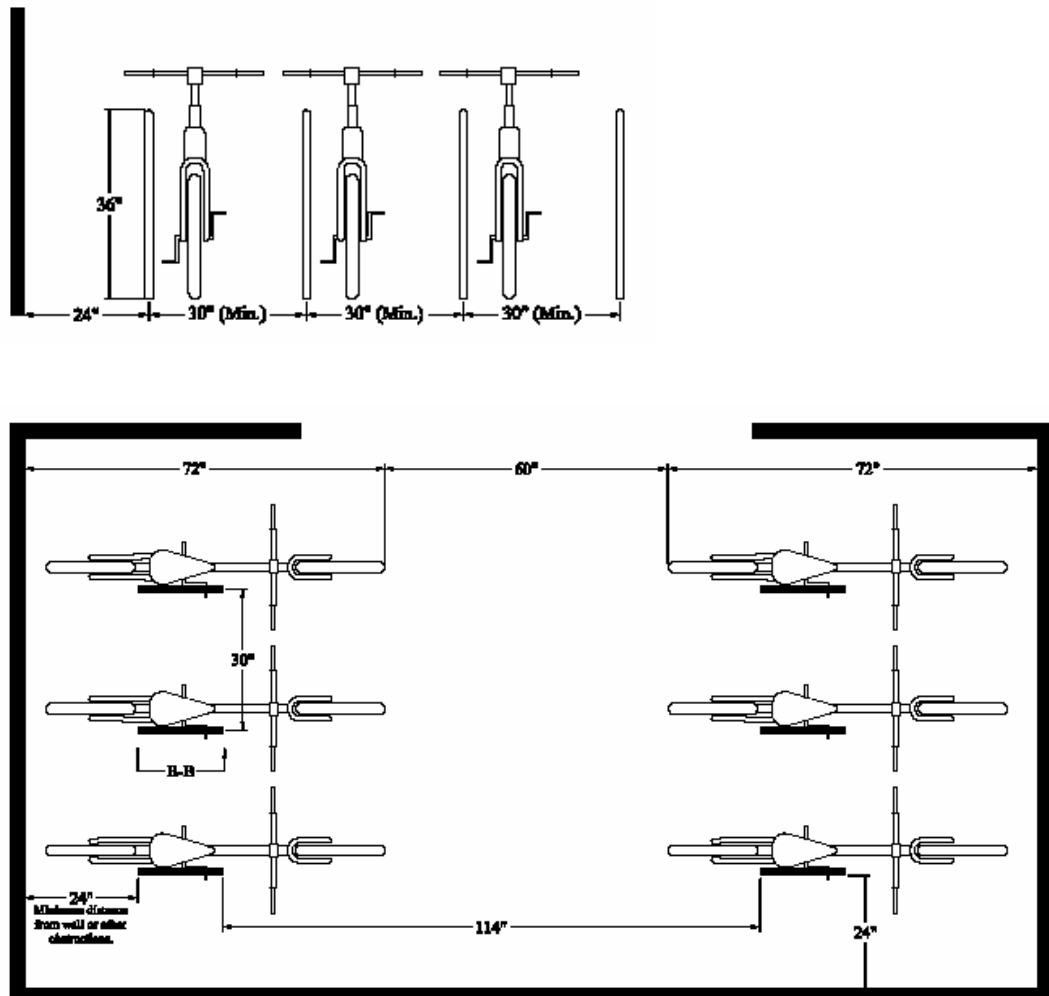 36"
24"
30" (Min.)
30" (Min.)
30" (Min.)
72"
60"
72"
30"
B-B
24"
Minimum distance
from wall or other
obstructions.
114"
24"